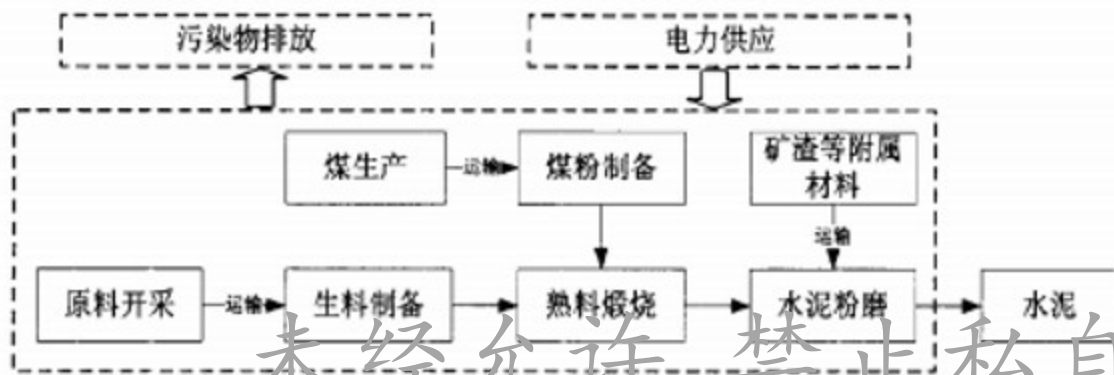 污染物排放
电力供应
煤生产
运输
煤粉制备
矿渣等附属
材料
运输
原料开采
运输
生料制备
熟料煅烧
水泥粉磨
水泥
未经允许 禁止私自